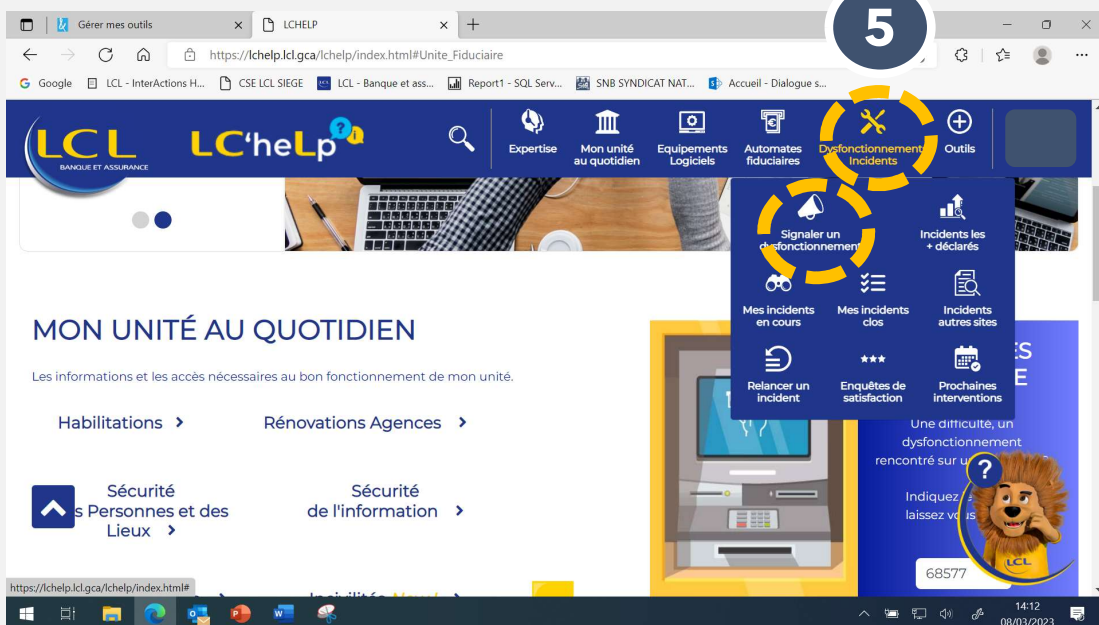 5
Gérer mes outils
LCHELP
https://lchelp.lcl.gca/lchelp/index.html#Unite_Fiduciaire
Google
LCL - InterActions H...
CSE LCL SIEGE
LCL - Banque et ass...
Report1 - SQL Serv...
SNB SYNDICAT NAT...
Accueil - Dialogue s...
LCL
BANQUE ET ASSURANCE
LC'heLp
Expertise
Mon unité
au quotidien
Equipements
Logiciels
Automates
fiduciaires
Dysfonctionnements
Incidents
Outils
Signaler un
dysfonctionnement
Incidents les
+ déclarés
Mes incidents
en cours
Mes incidents
clos
Incidents
autres sites
Relancer un
incident
Enquêtes de
satisfaction
Prochaines
interventions
MON UNITÉ AU QUOTIDIEN
Les informations et les accès nécessaires au bon fonctionnement de mon unité.
Habilitations
Rénovations Agences
Sécurité
s Personnes et des
Lieux
Sécurité
de l'information
S
E
Une difficulté, un
dysfonctionnement
rencontré sur
Indiquez
laissez
?
LCL
68577
https://lchelp.lcl.gca/lchelp/index.html#
14:12
08/03/2023